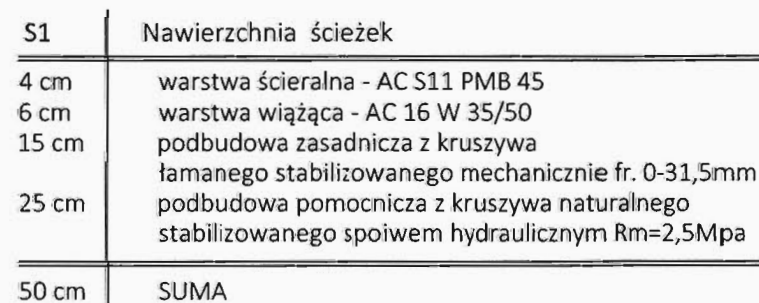 S1 Nawierzchnia ścieżek
4 cm warstwa ścieralna - AC S11 PMB 45
6 cm warstwa wiążąca - AC 16 W 35/50
15 cm podbudowa zasadnicza z kruszywa
łamanego stabilizowanego mechanicznie fr. 0-31,5mm
25 cm podbudowa pomocnicza z kruszywa naturalnego
stabilizowanego spoiwem hydraulicznym Rm=2,5Mpa
50 cm SUMA